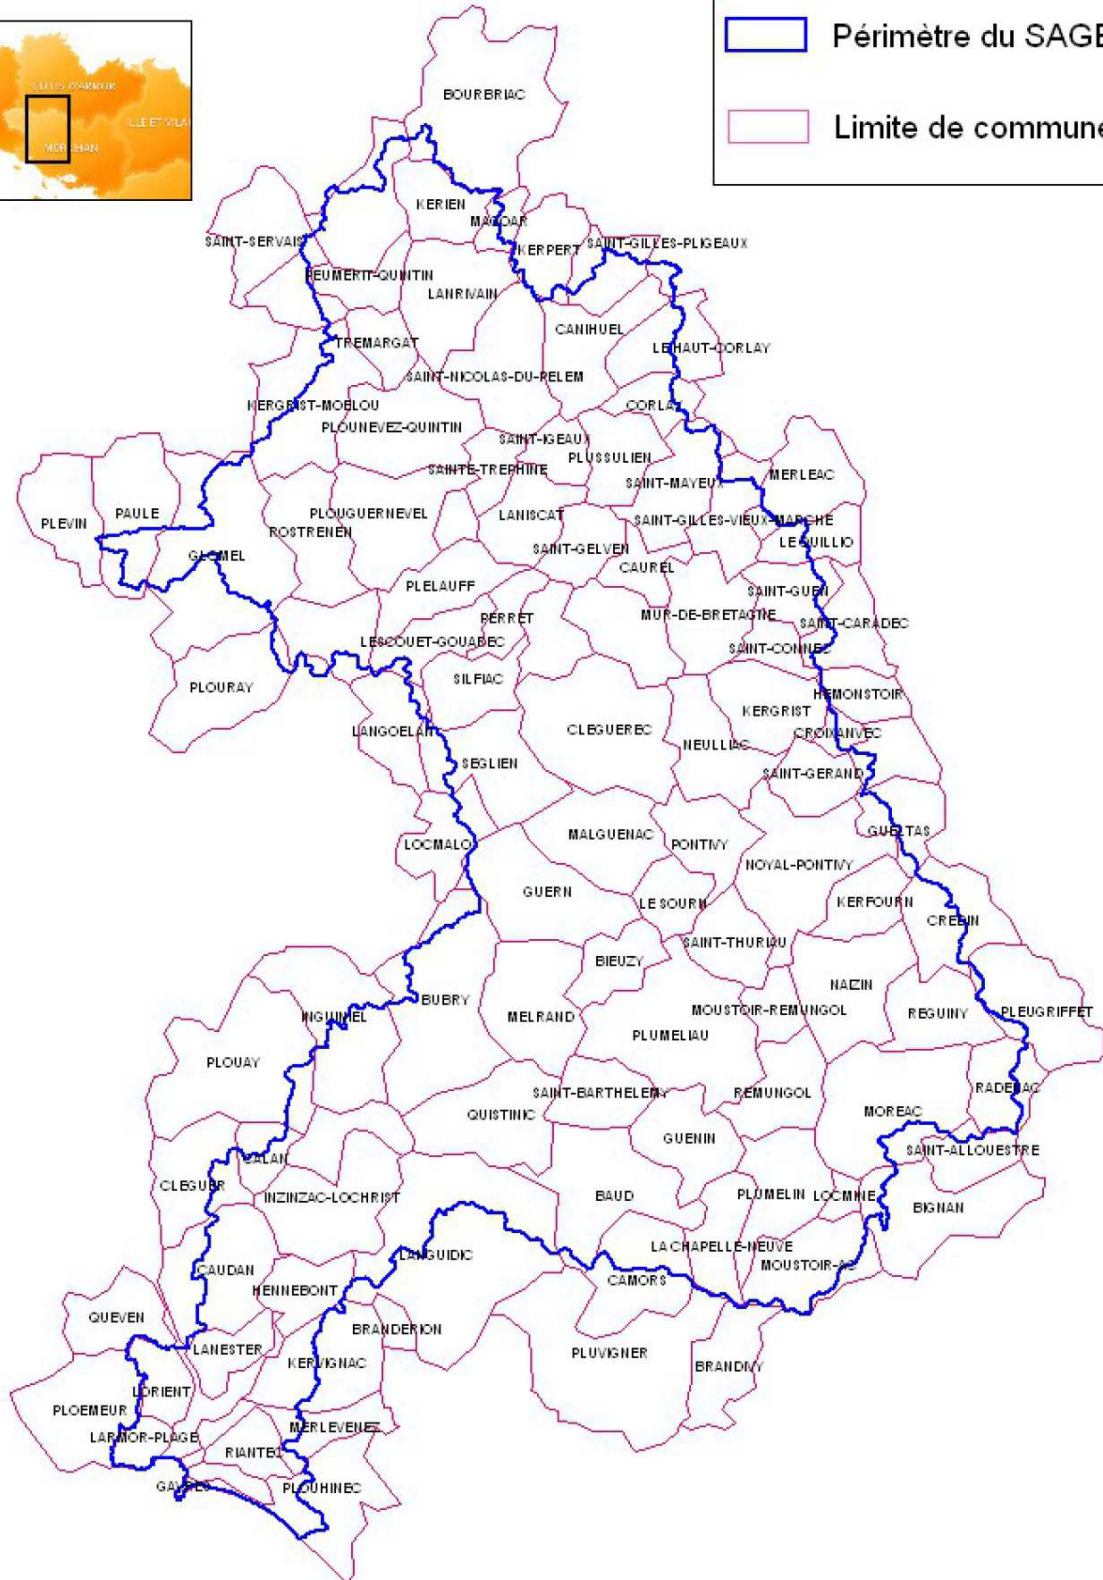 Périmètre du SAGE
Limite de commune
CÔTES D'ARMOR
ILLE ET VILAI
MORBIHAN
BOURBRIAC
KERIEN
MAGOAR
SAINT-SERVAIS
KERPERT
SAINT-GILLES-PLIGEAUX
PEUMERIT-QUINTIN
LANRIVAIN
CANIHUEL
TREMARGAT
LE HAUT-CORLAY
SAINT-NICOLAS-DU-PELEM
KERGRIST-MOELOU
CORLAY
PLOUNEVEZ-QUINTIN
SAINT-IGEAUX
PLUSSULIEN
SAINTE-TREPHINE
MERLEAC
SAINT-MAYEUX
PAULE
PLOUGUERNEVEL
LANISCAT
PLEVIN
SAINT-GILLES-VIEUX-MARCHE
ROSTRENEN
LE QUILLIO
GLOMEL
SAINT-GELVEN
CAUREL
PLELAUFF
SAINT-GUEN
PERRET
MUR-DE-BRETAGNE
SAINT-CARADEC
LESCOUET-GOUAREC
SAINT-CONNEC
SILFIAC
PLOURAY
HEMONSTOIR
KERGRIST
LANGOELAN
CLEGUEREC
CROIXANVEC
NEULLIAC
SEGLIEN
SAINT-GERAND
GUELTAS
MALGUENAC
LOCMALO
PONTIVY
NOYAL-PONTIVY
GUERN
LE SOURN
KERFOURN
CREDIN
SAINT-THURIAU
BIEUZY
NAIZIN
BUBRY
INGUINIEL
MELRAND
MOUSTOIR-REMUNGOL
REGUINY
PLEUGRIFFET
PLUMELIAU
PLOUAY
RADENAC
SAINT-BARTHELEMY
REMUNGOL
QUISTINIC
MOREAC
GUENIN
SAINT-ALLOUESTRE
CALAN
CLEGUER
INZINZAC-LOCHRIST
BAUD
PLUMELIN
LOCMINE
BIGNAN
LANGUIDIC
LA CHAPELLE-NEUVE
CAUDAN
MOUSTOIR-AC
CAMORS
HENNEBONT
QUEVEN
BRANDERION
LANESTER
PLUVIGNER
KERVIGNAC
BRANDIVY
LORIENT
PLOEMEUR
MERLEVENEZ
LARMOR-PLAGE
RIANTEC
GAVRES
PLOUHINEC